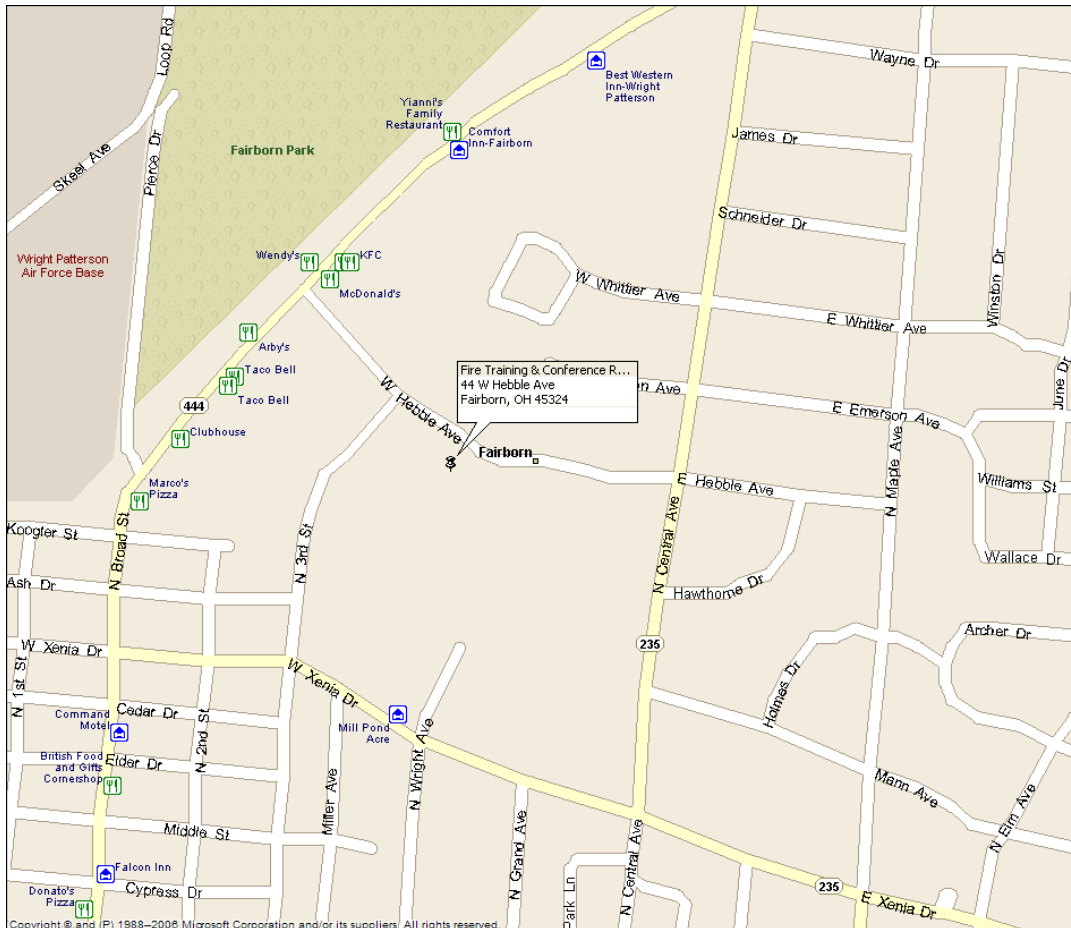 Loop Rd
Wayne Dr
Best Western
Inn-Wright
Patterson
Yianni's
Family
Restaurant
Comfort
Inn-Fairborn
James Dr
Fairborn Park
Skeel Ave
Pierce Dr
Schneider Dr
Wright Patterson
Air Force Base
Wendy's
KFC
McDonald's
W Whittier Ave
E Whittier Ave
Winston Dr
Arby's
Taco Bell
Taco Bell
W Hebble Ave
Fire Training & Conference R...
44 W Hebble Ave
Fairborn, OH 45324
en Ave
E Emerson Ave
June Dr
444
Clubhouse
Fairborn
Marco's
Pizza
E Hebble Ave
N Maple Ave
Williams St
Koogler St
N Broad St
N 3rd St
N Central Ave
Wallace Dr
Ash Dr
Hawthorne Dr
W Xenia Dr
W Xenia Dr
235
Archer Dr
N 1st St
Cedar Dr
N 2nd St
Command
Motel
Mill Pond
Acre
N Wright Ave
Holmes Dr
British Food
and Gifts
Cornershop
Elder Dr
Miller Ave
Mann Ave
N Elm Ave
Middle St
N Grand Ave
N Central Ave
Falcon Inn
Cypress Dr
Park Ln
235
E Xenia Dr
Donato's
Pizza
Copyright © and (P) 1988–2006 Microsoft Corporation and/or its suppliers. All rights reserved.